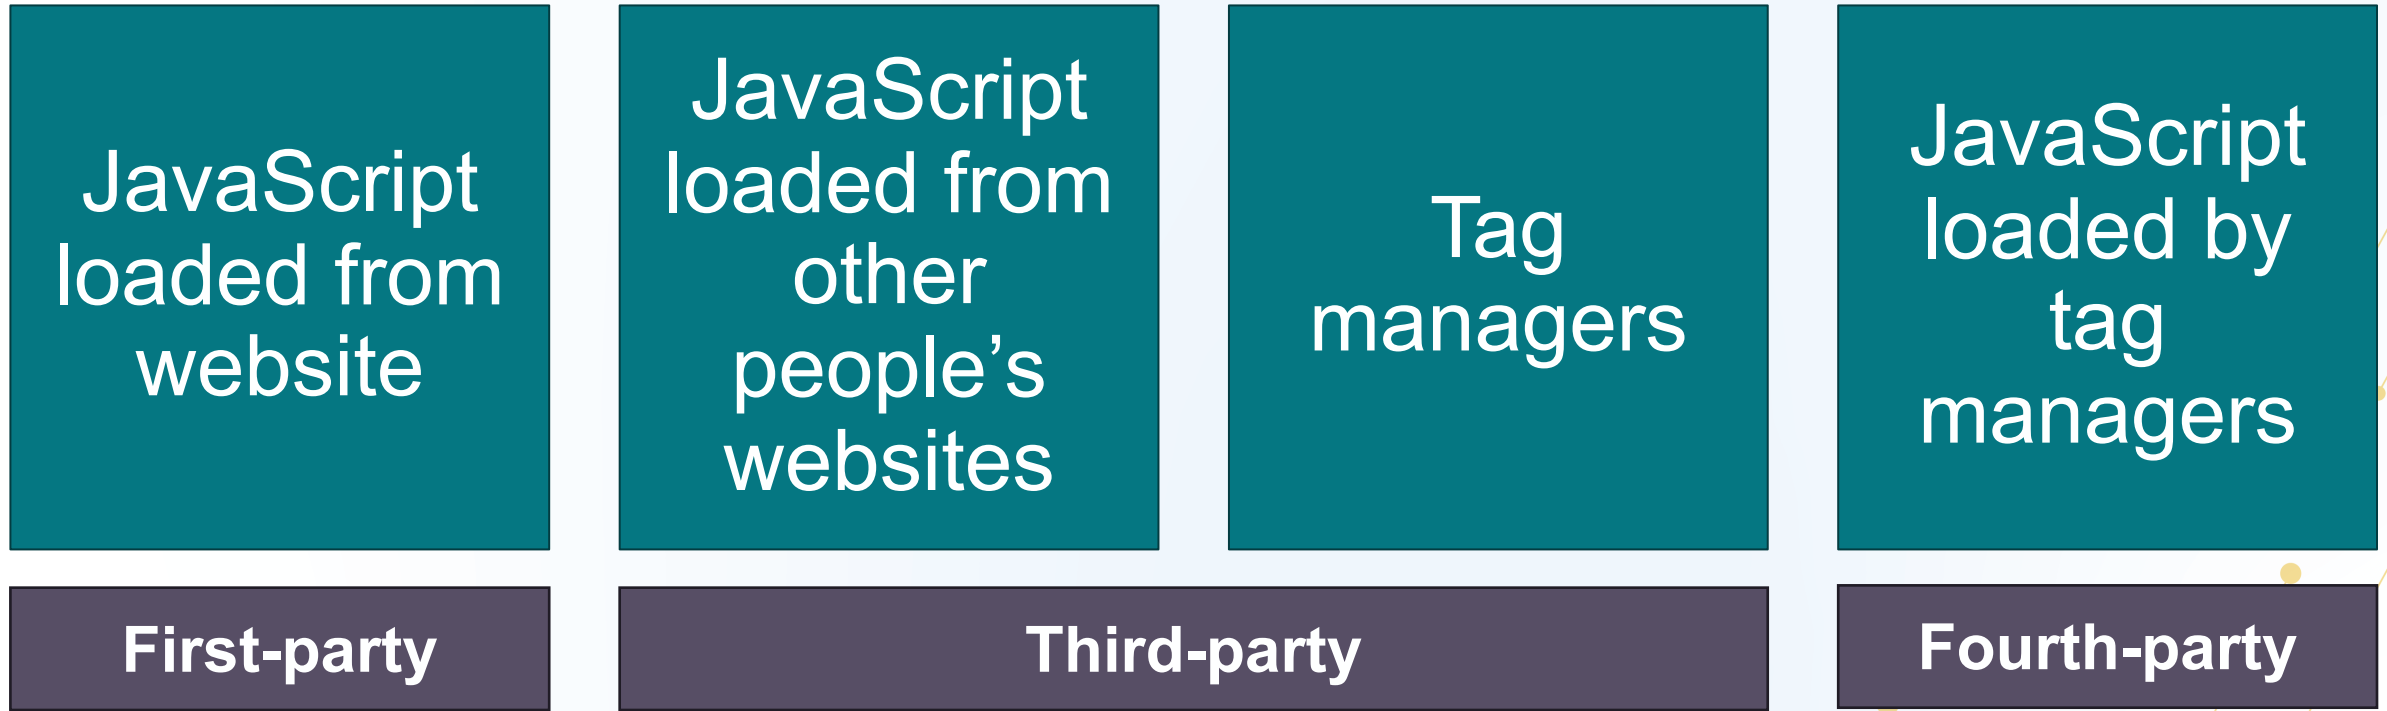 JavaScript
loaded from
website
JavaScript
loaded from
other
people’s
websites
Tag
managers
JavaScript
loaded by
tag
managers
First-party
Third-party
Fourth-party